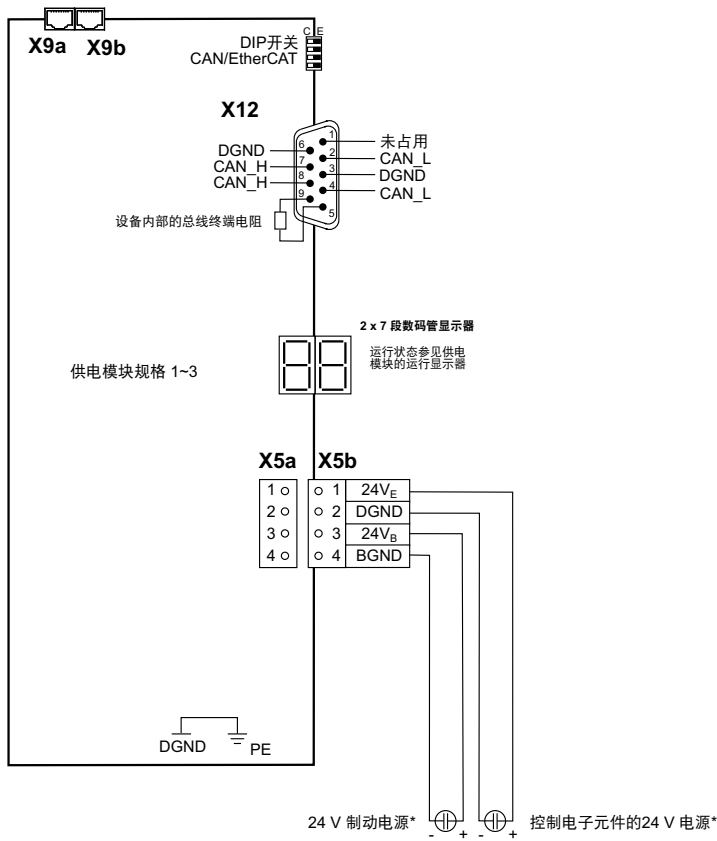 X9a X9b
C E
DIP开关
CAN/EtherCAT
X12
DGND 6 1 未占用
CAN_H 7 2 CAN_L
CAN_H 8 3 DGND
9 4 CAN_L
设备内部的总线终端电阻 5
2 x 7 段数码管显示器
运行状态参见供电
模块的运行显示器
供电模块规格 1~3
X5a X5b
1 1 24VE
2 2 DGND
3 3 24VB
4 4 BGND
DGND PE
24 V 制动电源* - + - + 控制电子元件的24 V 电源*